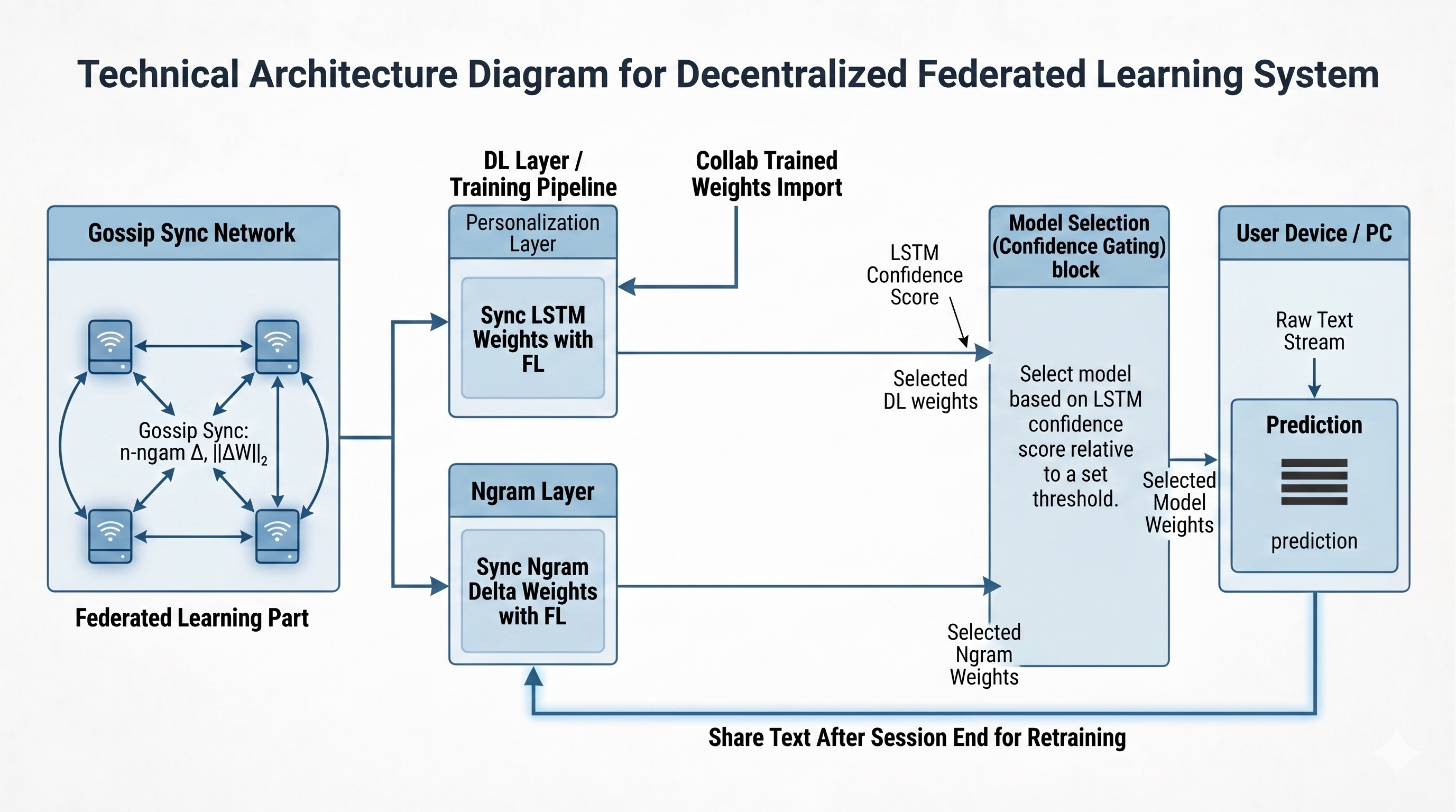 Technical Architecture Diagram for Decentralized Federated Learning System
Gossip Sync Network
Gossip Sync:
n-ngam Δ, ||ΔW||₂
Federated Learning Part
DL Layer /
Training Pipeline
Personalization
Layer
Sync LSTM
Weights with
FL
Collab Trained
Weights Import
Ngram Layer
Sync Ngram
Delta Weights
with FL
LSTM
Confidence
Score
Selected
DL weights
Selected
Ngram
Weights
Model Selection
(Confidence Gating)
block
Select model
based on LSTM
confidence
score relative
to a set
threshold.
Selected
Model
Weights
User Device / PC
Raw Text
Stream
Prediction
prediction
Share Text After Session End for Retraining